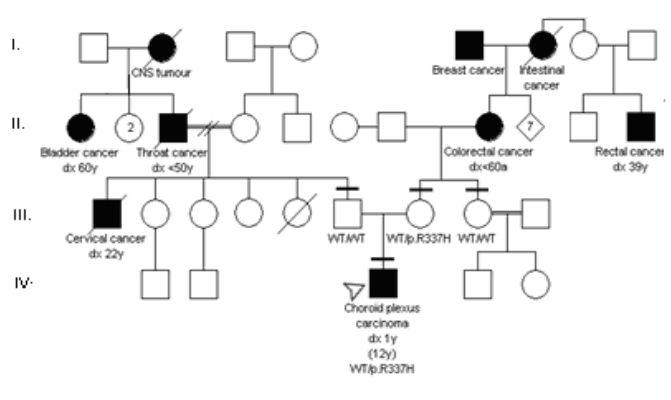 I.
CNS tumour
Breast cancer
Intestinal
cancer
II.
2
7
Bladder cancer
dx 60y
Throat cancer
dx <50y
Colorectal cancer
dx<60a
Rectal cancer
dx 39y
III.
Cervical cancer
dx 22y
WT/WT
WT/p.R337H
WT/WT
IV.
Choroid plexus
carcinoma
dx 1y
(12y)
WT/p.R337H